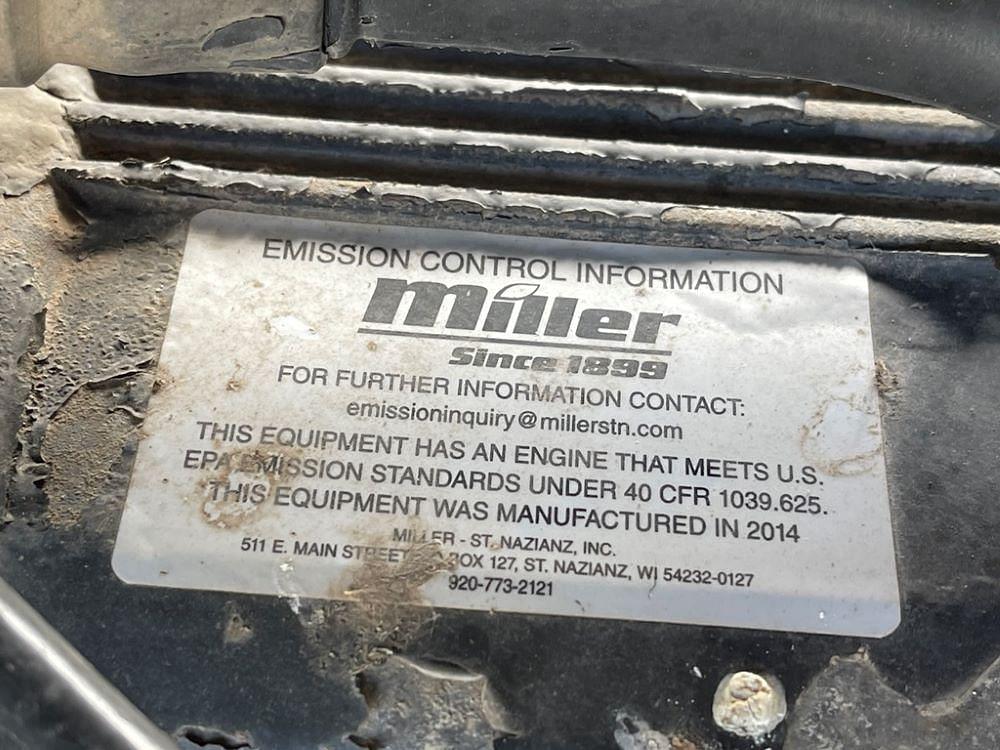 EMISSION CONTROL INFORMATION
miller
Since 1899
FOR FURTHER INFORMATION CONTACT:
emissioninquiry@millerstn.com
THIS EQUIPMENT HAS AN ENGINE THAT MEETS U.S.
EPA EMISSION STANDARDS UNDER 40 CFR 1039.625.
THIS EQUIPMENT WAS MANUFACTURED IN 2014
MILLER - ST. NAZIANZ, INC.
511 E. MAIN STREET BOX 127, ST. NAZIANZ, WI 54232-0127
920-773-2121